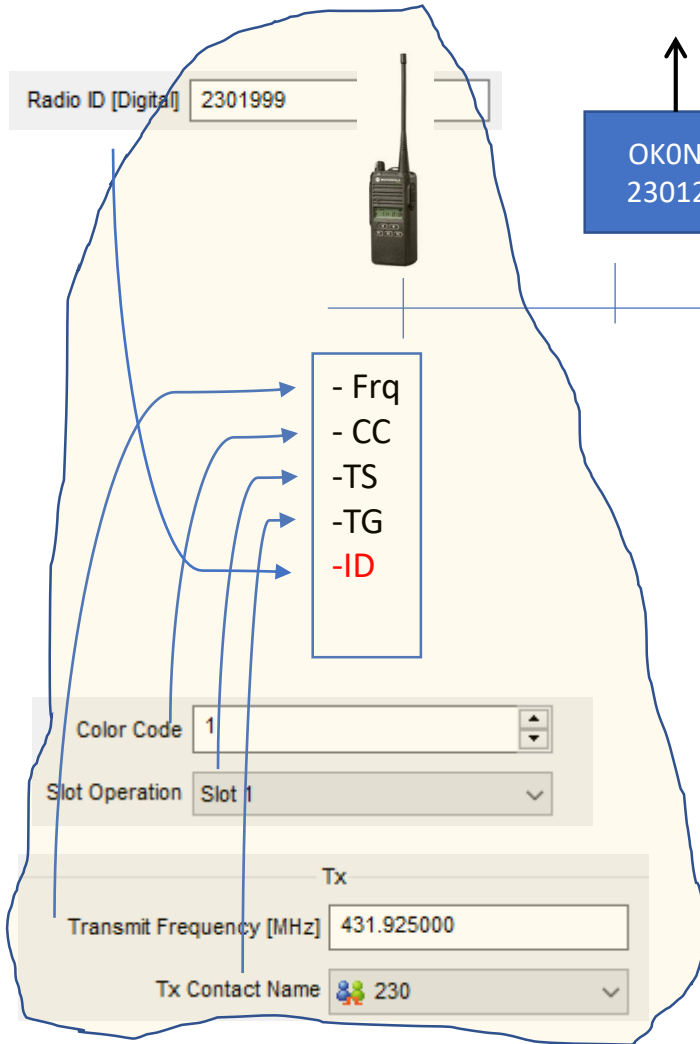 Radio ID [Digital] 2301999
OK0N
23012
- Frq
- CC
-TS
-TG
-ID
Color Code 1
Slot Operation Slot 1
Tx
Transmit Frequency [MHz] 431.925000
Tx Contact Name 230